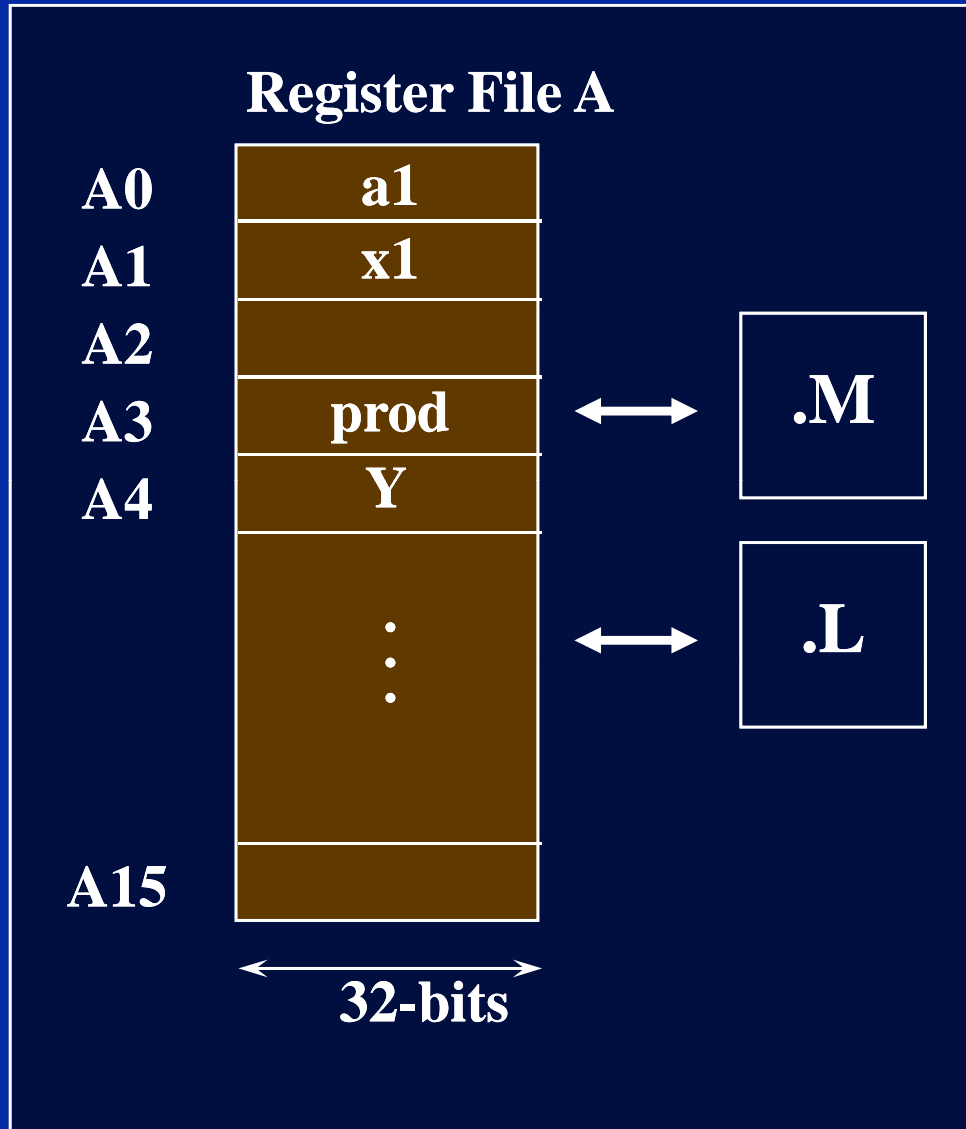 Register File A
A0 a1
A1 x1
A2
A3 prod .M
A4 Y
.L
A15
32-bits